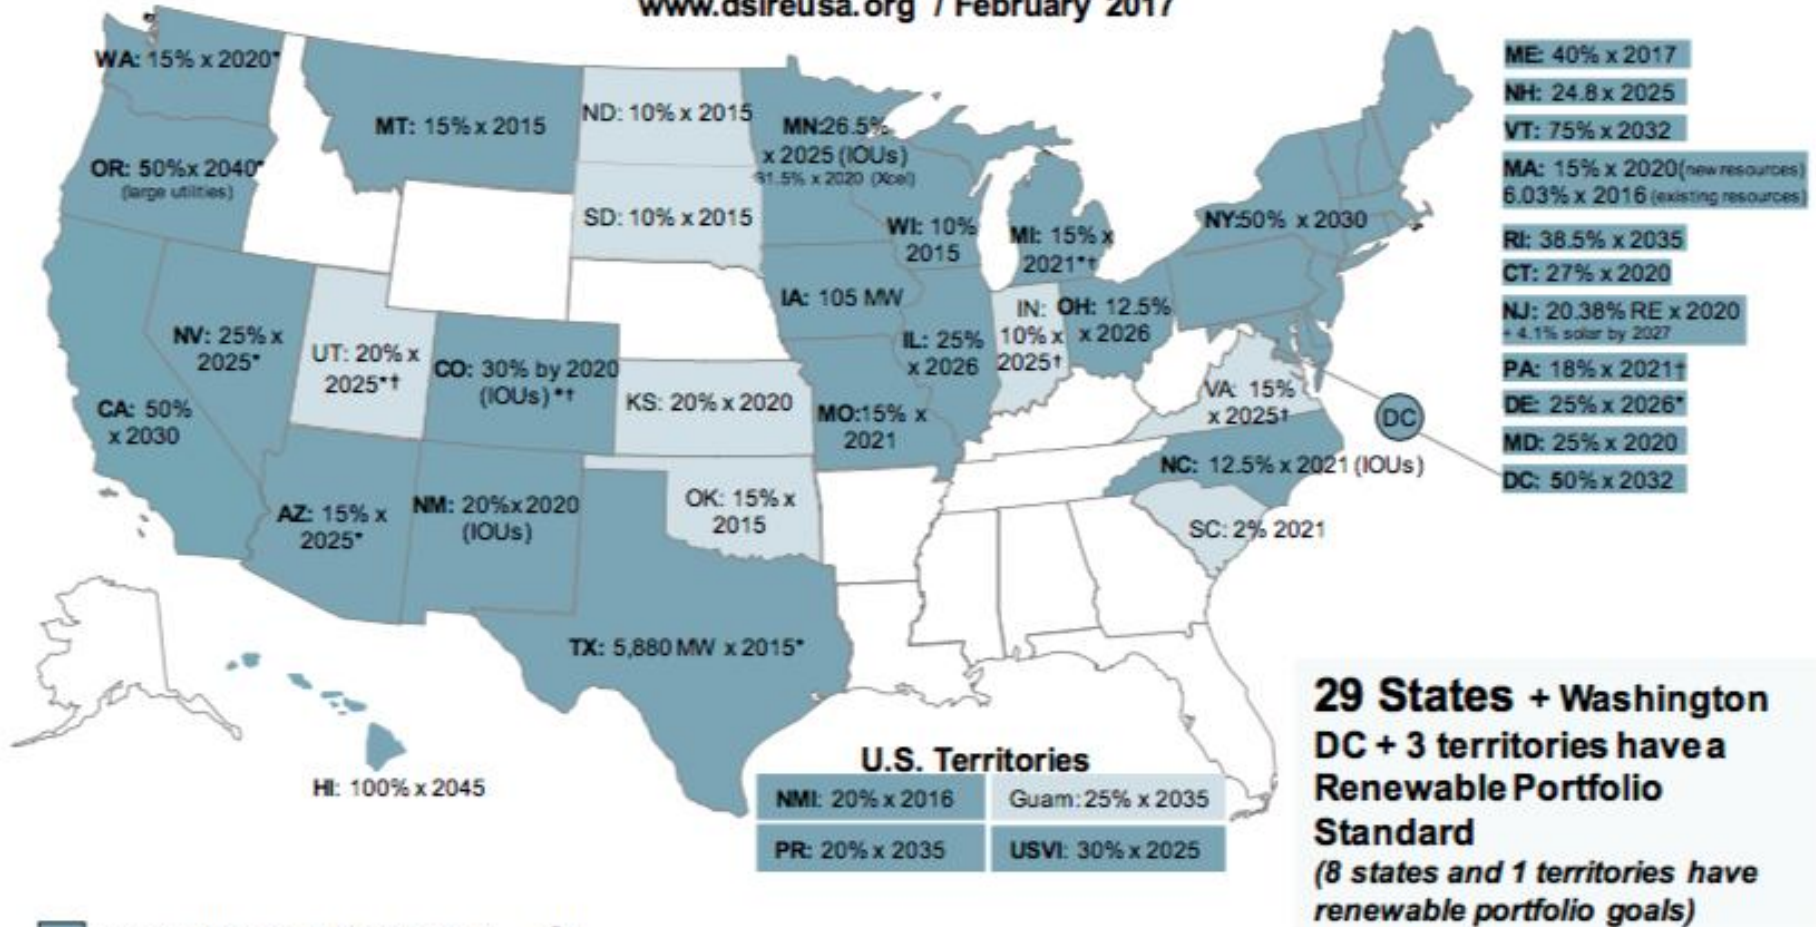 www.dsireusa.org / February 2017
WA: 15% x 2020*
MT: 15% x 2015
ND: 10% x 2015
MN:26.5%
x 2025 (IOUs)
31.5% x 2020 (Xcel)
OR: 50%x 2040*
(large utilities)
SD: 10% x 2015
WI: 10%
2015
MI: 15% x
2021*†
NY:50% x 2030
IA: 105 MW
NV: 25% x
2025*
UT: 20% x
2025*†
CO: 30% by 2020
(IOUs) *†
KS: 20% x 2020
IL: 25%
x 2026
IN:
10% x
2025†
OH: 12.5%
x 2026
CA: 50%
x 2030
MO:15% x
2021
VA: 15%
x 2025†
DC
NC: 12.5% x 2021 (IOUs)
AZ: 15% x
2025*
NM: 20%x 2020
(IOUs)
OK: 15% x
2015
SC: 2% 2021
TX: 5,880 MW x 2015*
HI: 100% x 2045
ME: 40% x 2017
NH: 24.8 x 2025
VT: 75% x 2032
MA: 15% x 2020(new resources)
6.03% x 2016 (existing resources)
RI: 38.5% x 2035
CT: 27% x 2020
NJ: 20.38% RE x 2020
+ 4.1% solar by 2027
PA: 18% x 2021†
DE: 25% x 2026*
MD: 25% x 2020
DC: 50% x 2032
U.S. Territories
NMI: 20% x 2016
Guam: 25% x 2035
PR: 20% x 2035
USVI: 30% x 2025
29 States + Washington
DC + 3 territories have a
Renewable Portfolio
Standard
(8 states and 1 territories have
renewable portfolio goals)